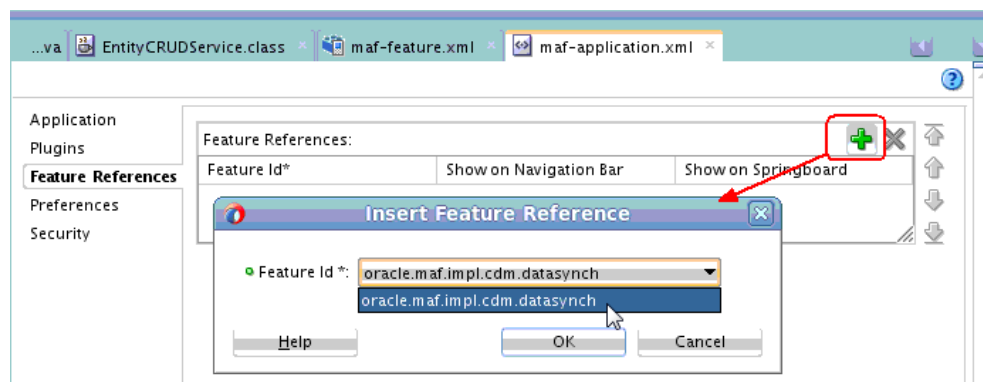 ...va EntityCRUDService.class maf-feature.xml maf-application.xml
Application
Plugins
Feature References
Preferences
Security
Feature References:
Feature Id* Show on Navigation Bar Show on Springboard
Insert Feature Reference
Feature Id *: oracle.maf.impl.cdm.datasynch
oracle.maf.impl.cdm.datasynch
Help OK Cancel